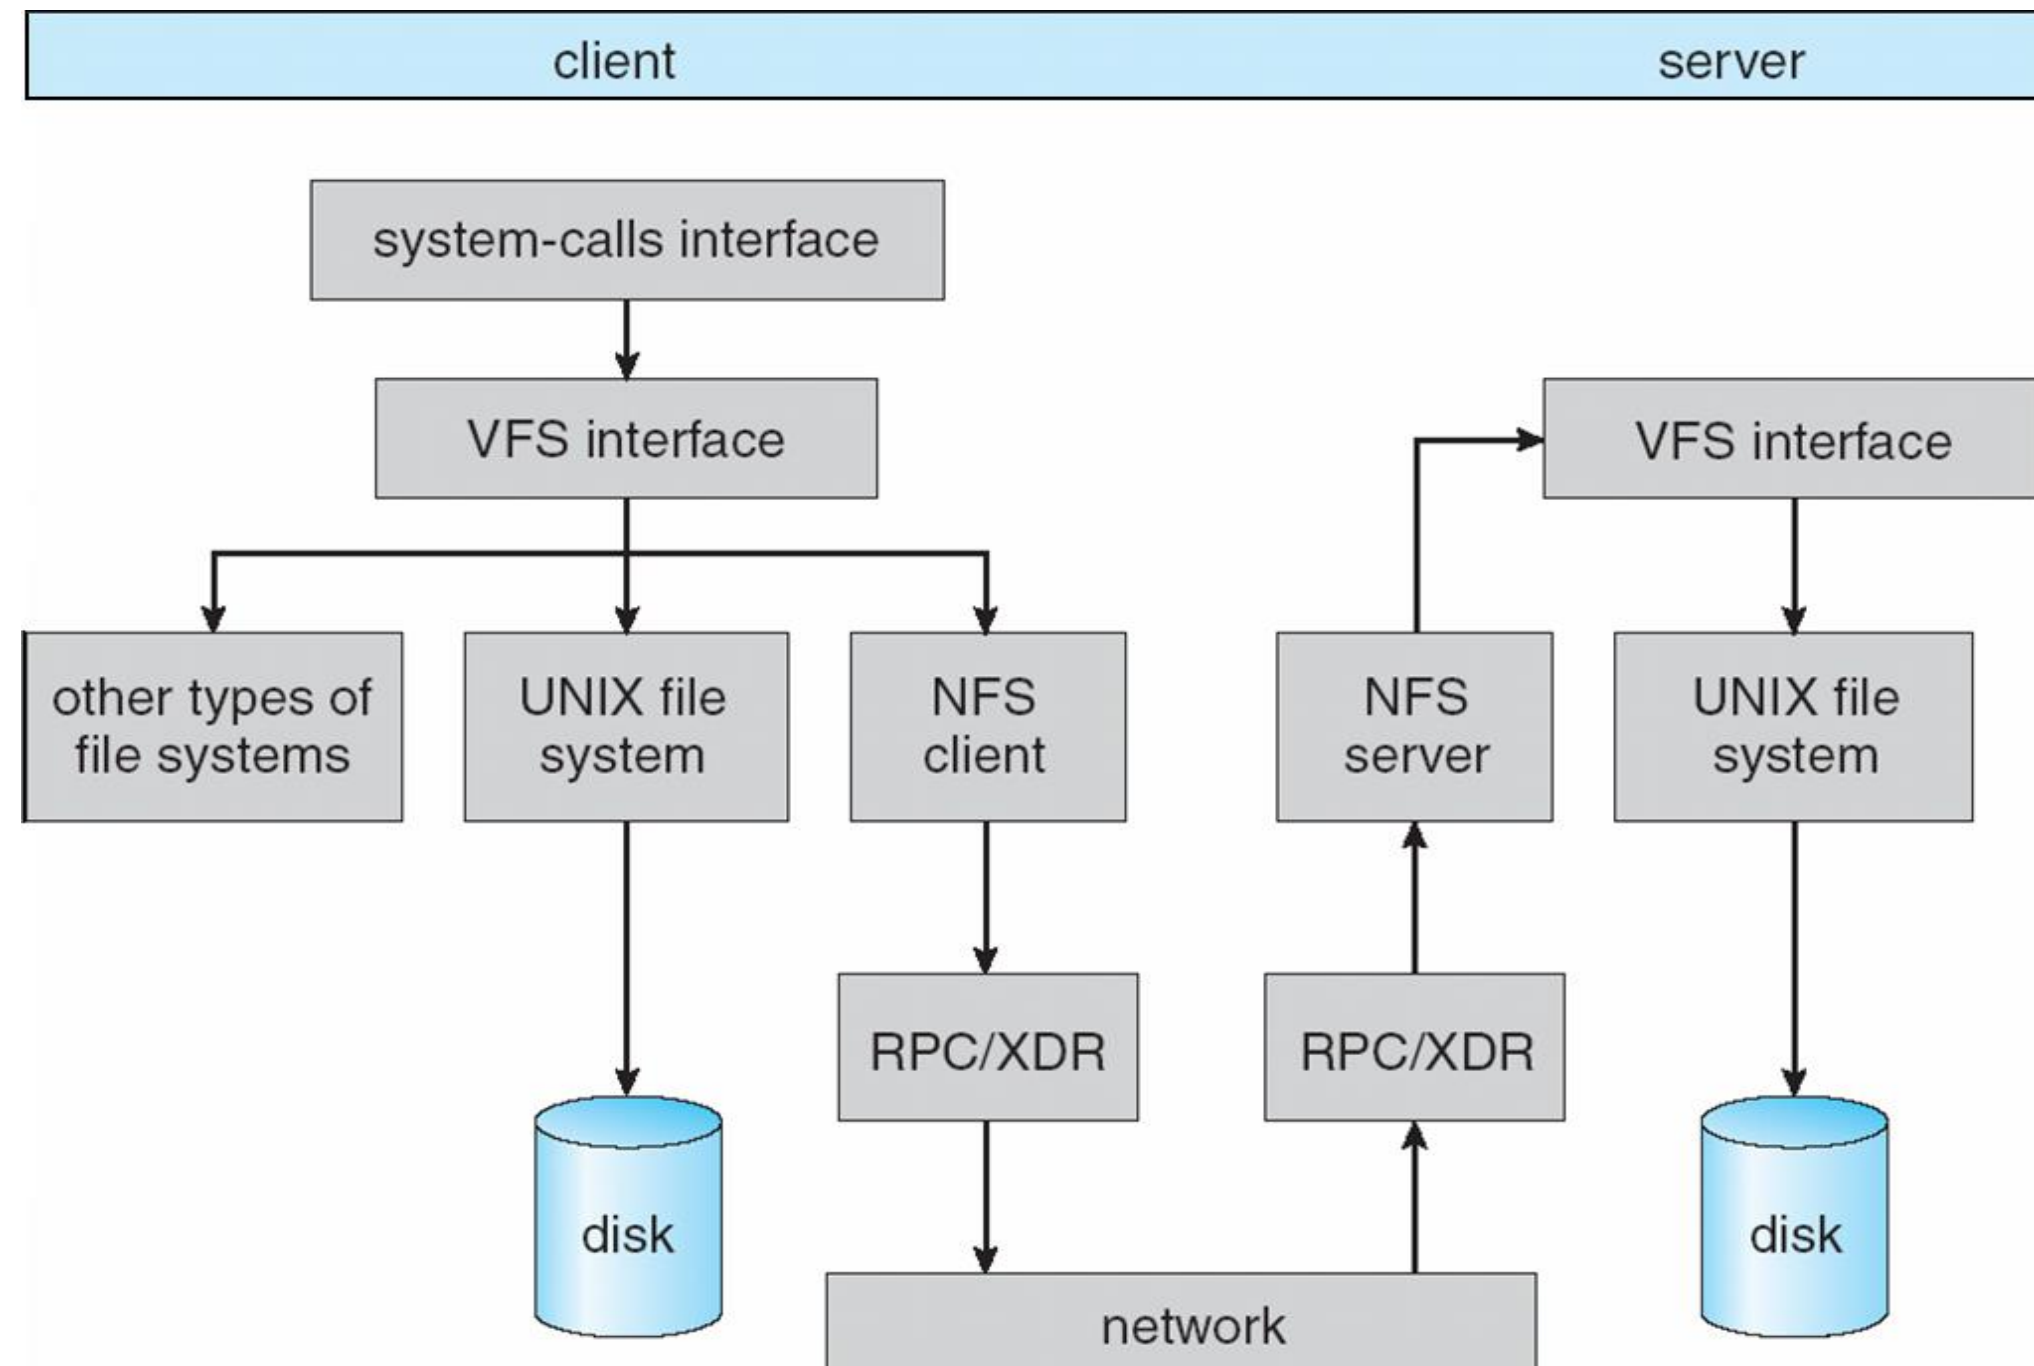 client
server
system-calls interface
VFS interface
VFS interface
other types of
file systems
UNIX file
system
NFS
client
NFS
server
UNIX file
system
RPC/XDR
RPC/XDR
disk
disk
network